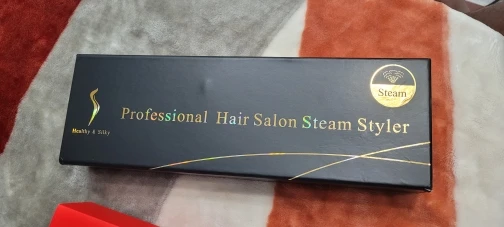 Steam
Professional Hair Salon Steam Styler
Healthy & Silky